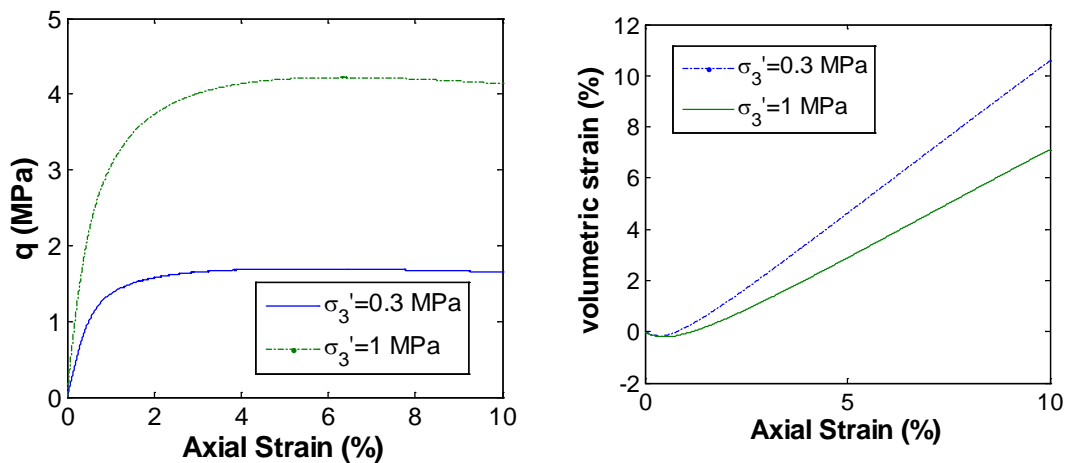 5
4
3
2
1
0
q (MPa)
σ3'=0.3 MPa
σ3'=1 MPa
0 2 4 6 8 10
Axial Strain (%)
12
10
8
6
4
2
0
-2
volumetric strain (%)
σ3'=0.3 MPa
σ3'=1 MPa
0 5 10
Axial Strain (%)